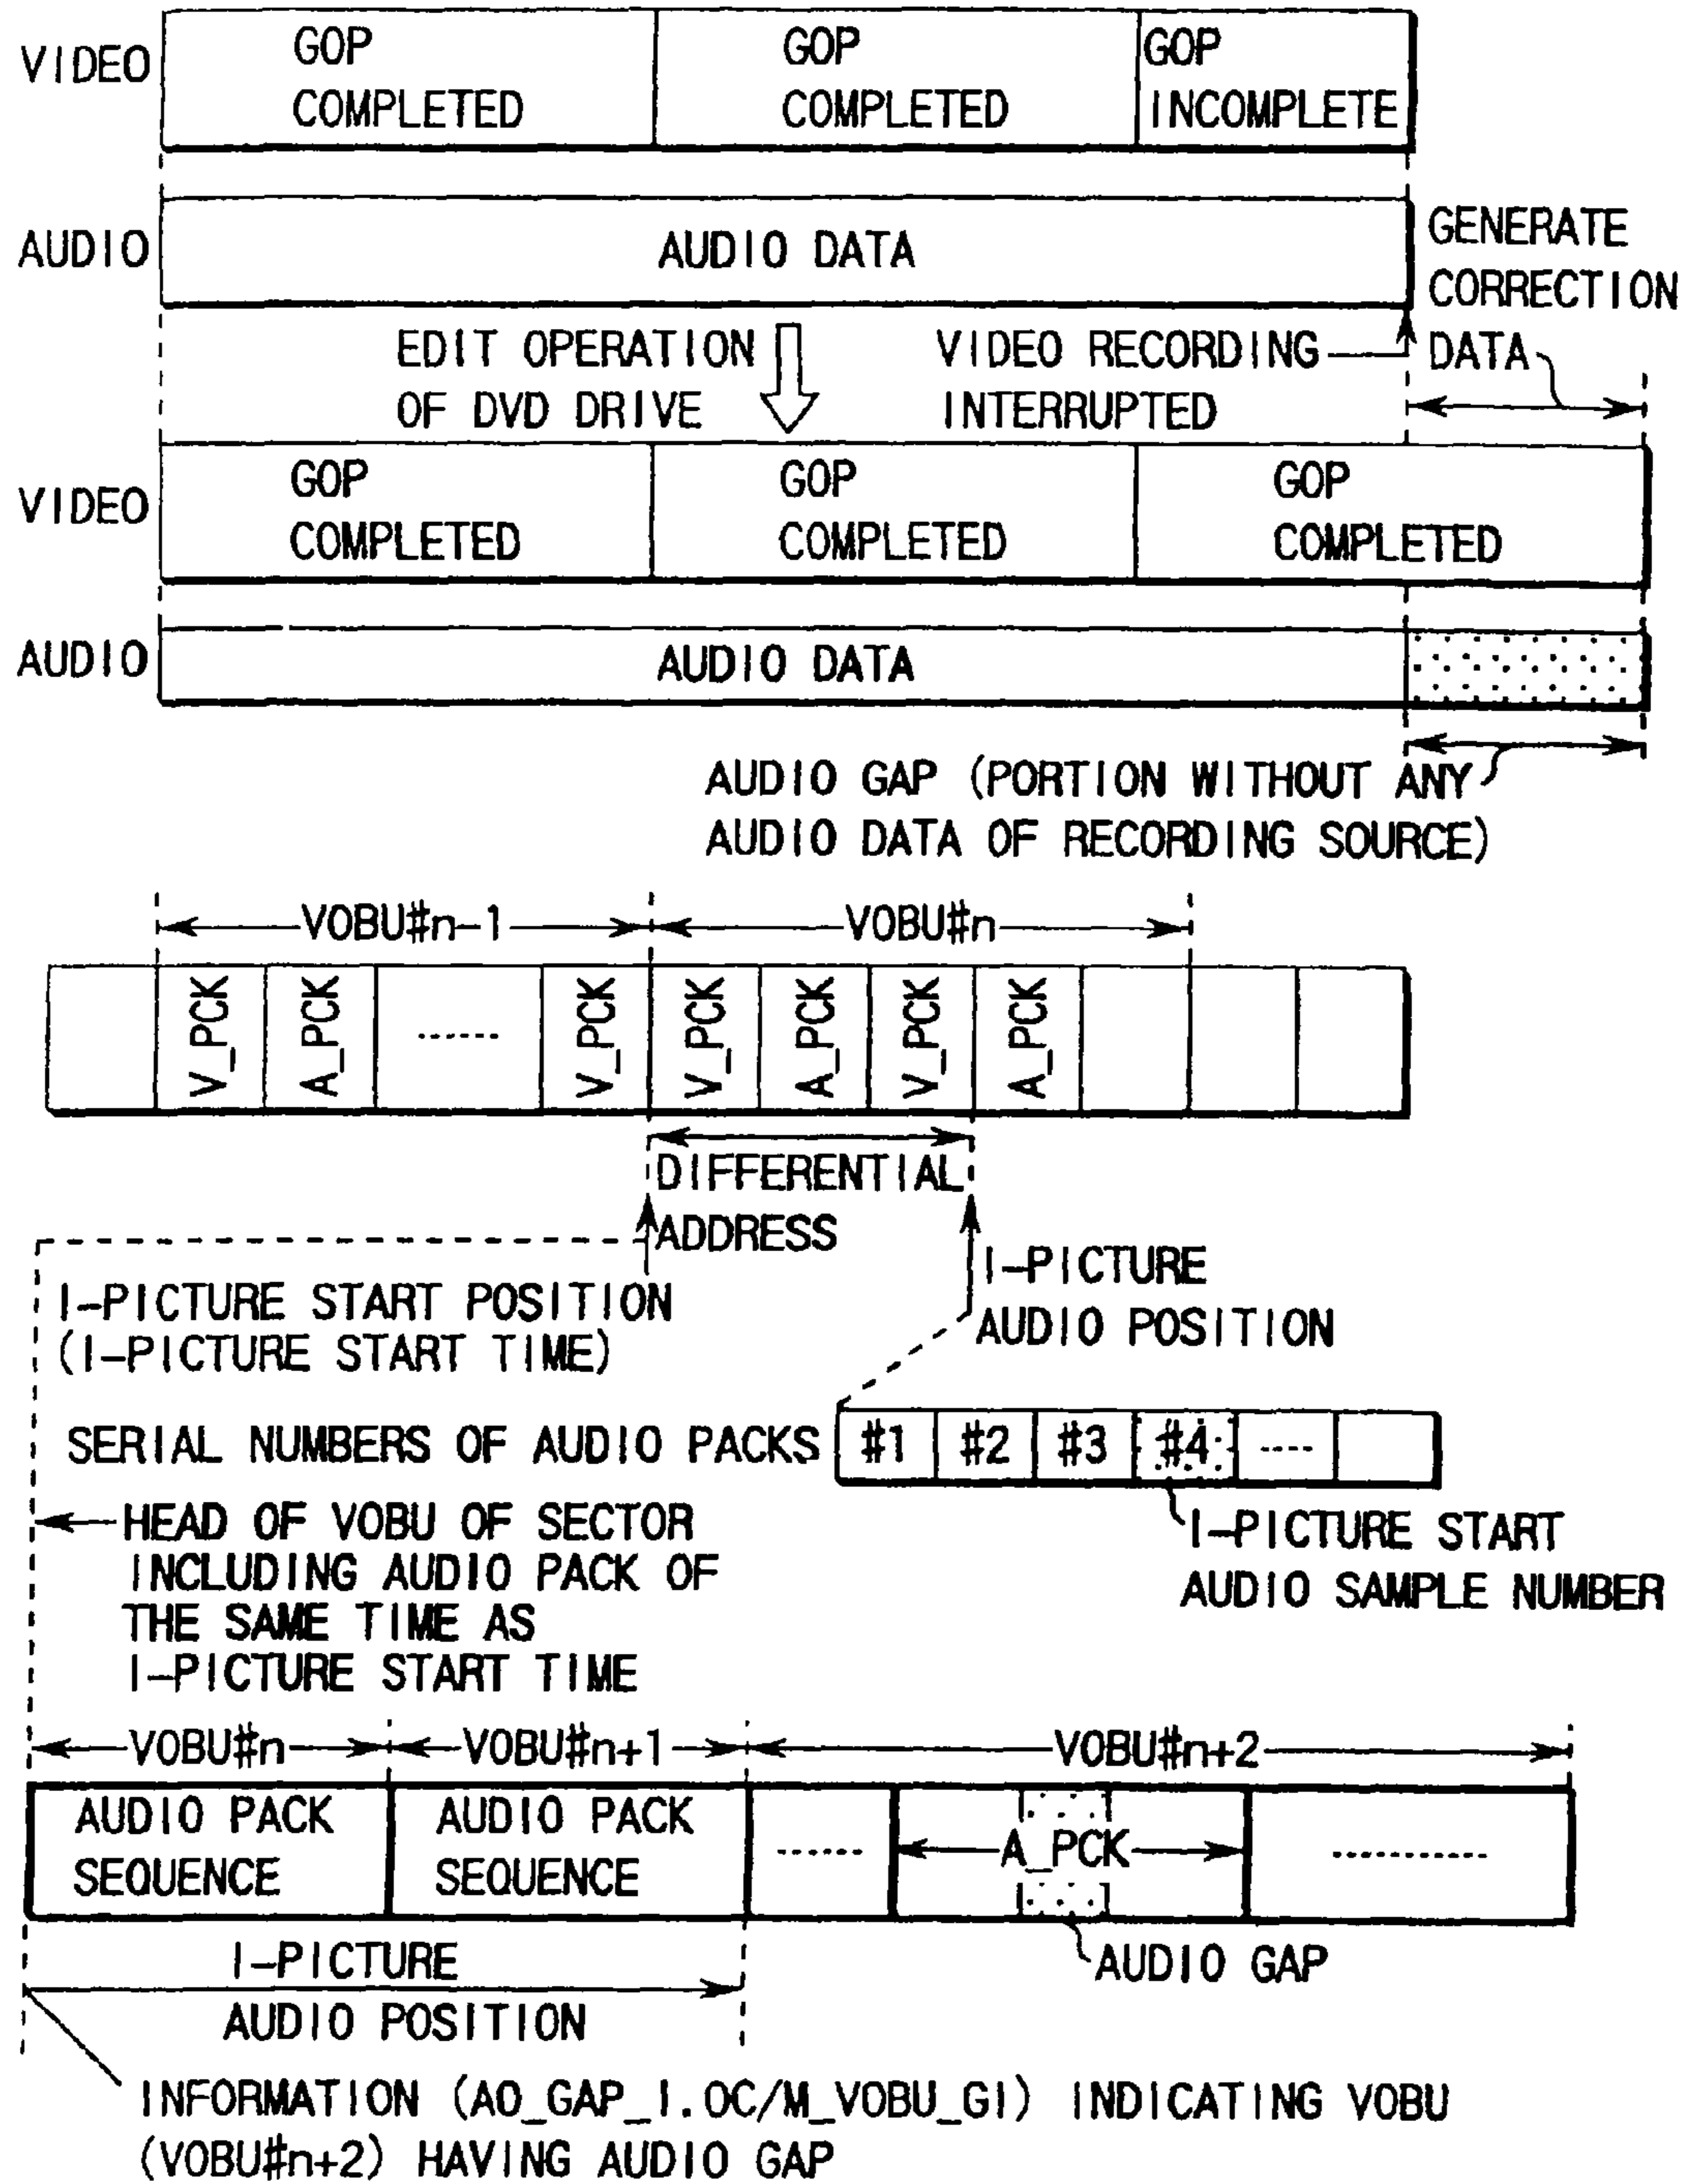 VIDEO
GOP COMPLETED
GOP COMPLETED
GOP INCOMPLETE
AUDIO
AUDIO DATA
GENERATE
CORRECTION
DATA
EDIT OPERATION
OF DVD DRIVE
VIDEO RECORDING
INTERRUPTED
VIDEO
GOP COMPLETED
GOP COMPLETED
GOP COMPLETED
AUDIO
AUDIO DATA
AUDIO GAP (PORTION WITHOUT ANY
AUDIO DATA OF RECORDING SOURCE)
VOBU#n-1
VOBU#n
V_PCK
A_PCK
······
V_PCK
V_PCK
A_PCK
V_PCK
A_PCK
DIFFERENTIAL
ADDRESS
I-PICTURE START POSITION
(I-PICTURE START TIME)
I-PICTURE
AUDIO POSITION
SERIAL NUMBERS OF AUDIO PACKS
#1
#2
#3
#4
····
I-PICTURE START
AUDIO SAMPLE NUMBER
HEAD OF VOBU OF SECTOR
INCLUDING AUDIO PACK OF
THE SAME TIME AS
I-PICTURE START TIME
VOBU#n
VOBU#n+1
VOBU#n+2
AUDIO PACK
SEQUENCE
AUDIO PACK
SEQUENCE
······
A_PCK
···········
AUDIO GAP
I-PICTURE
AUDIO POSITION
INFORMATION (A0_GAP_1.OC/M_VOBU_GI) INDICATING VOBU
(VOBU#n+2) HAVING AUDIO GAP